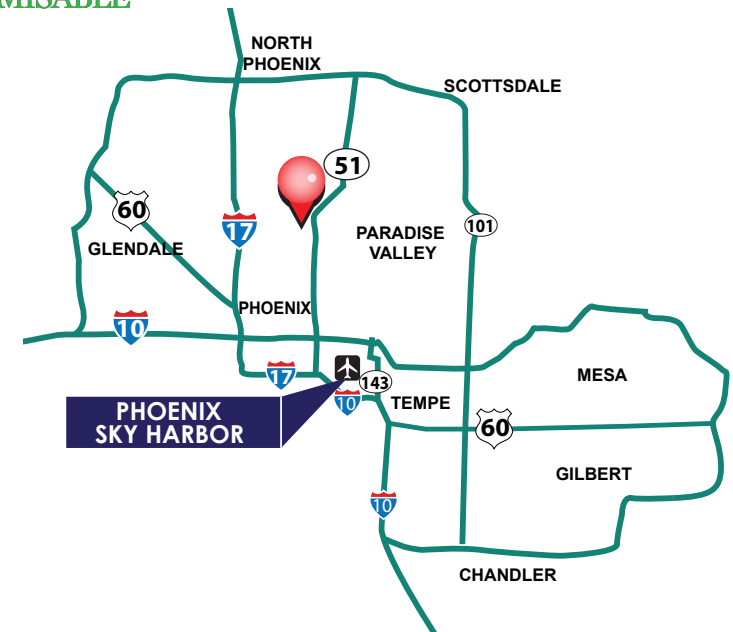 NORTH
PHOENIX
SCOTTSDALE
51
60
17
GLENDALE
PARADISE
VALLEY
101
PHOENIX
10
17
143
10
MESA
PHOENIX
SKY HARBOR
TEMPE
60
GILBERT
10
CHANDLER